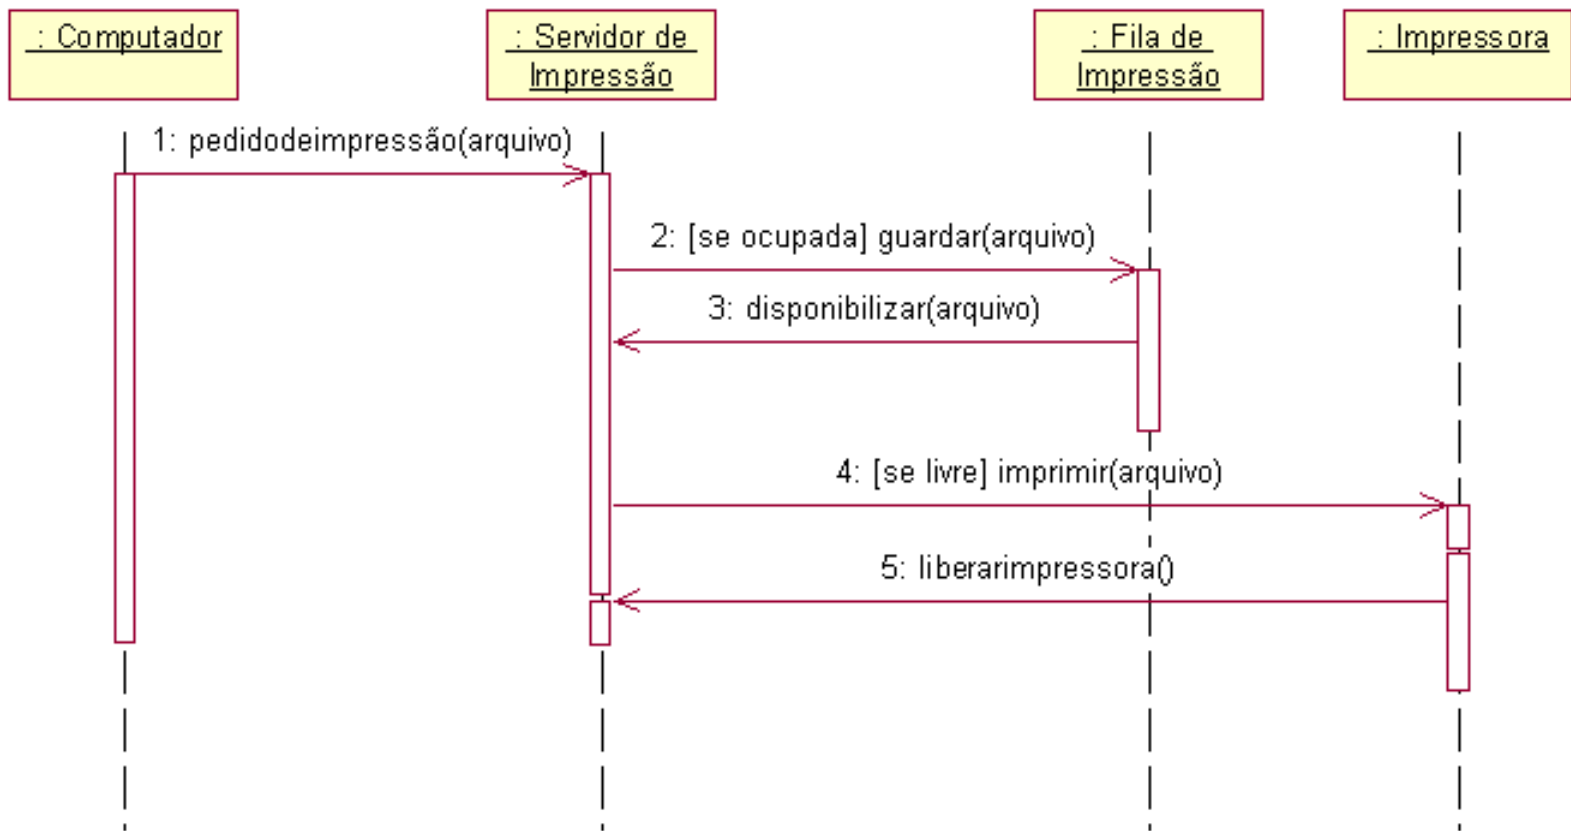 : Computador
: Servidor de
Impressão
: Fila de
Impressão
: Impressora
1: pedidodeimpressão(arquivo)
2: [se ocupada] guardar(arquivo)
3: disponibilizar(arquivo)
4: [se livre] imprimir(arquivo)
5: liberarimpressora()